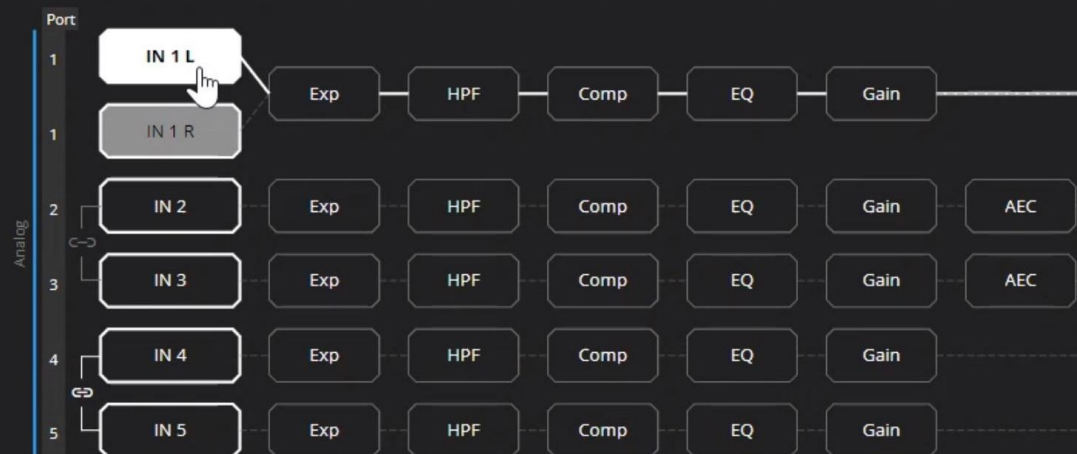 Port
1 IN 1 L
Exp HPF Comp EQ Gain
1 IN 1 R
2 IN 2 Exp HPF Comp EQ Gain AEC
Analog
3 IN 3 Exp HPF Comp EQ Gain AEC
4 IN 4 Exp HPF Comp EQ Gain
5 IN 5 Exp HPF Comp EQ Gain